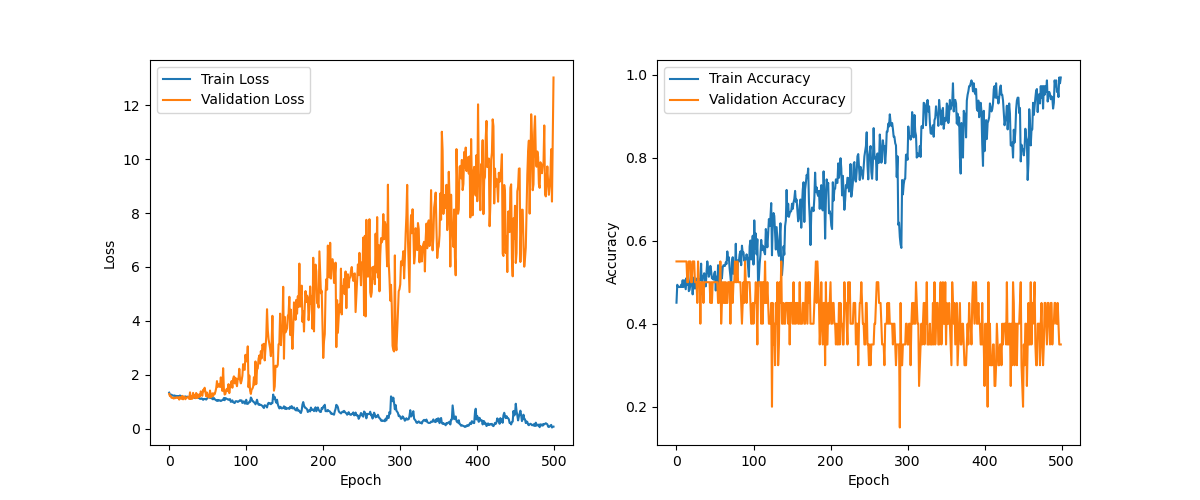 Train Loss
Validation Loss
Loss
12
10
8
6
4
2
0
0 100 200 300 400 500
Epoch
Train Accuracy
Validation Accuracy
Accuracy
1.0
0.8
0.6
0.4
0.2
0 100 200 300 400 500
Epoch